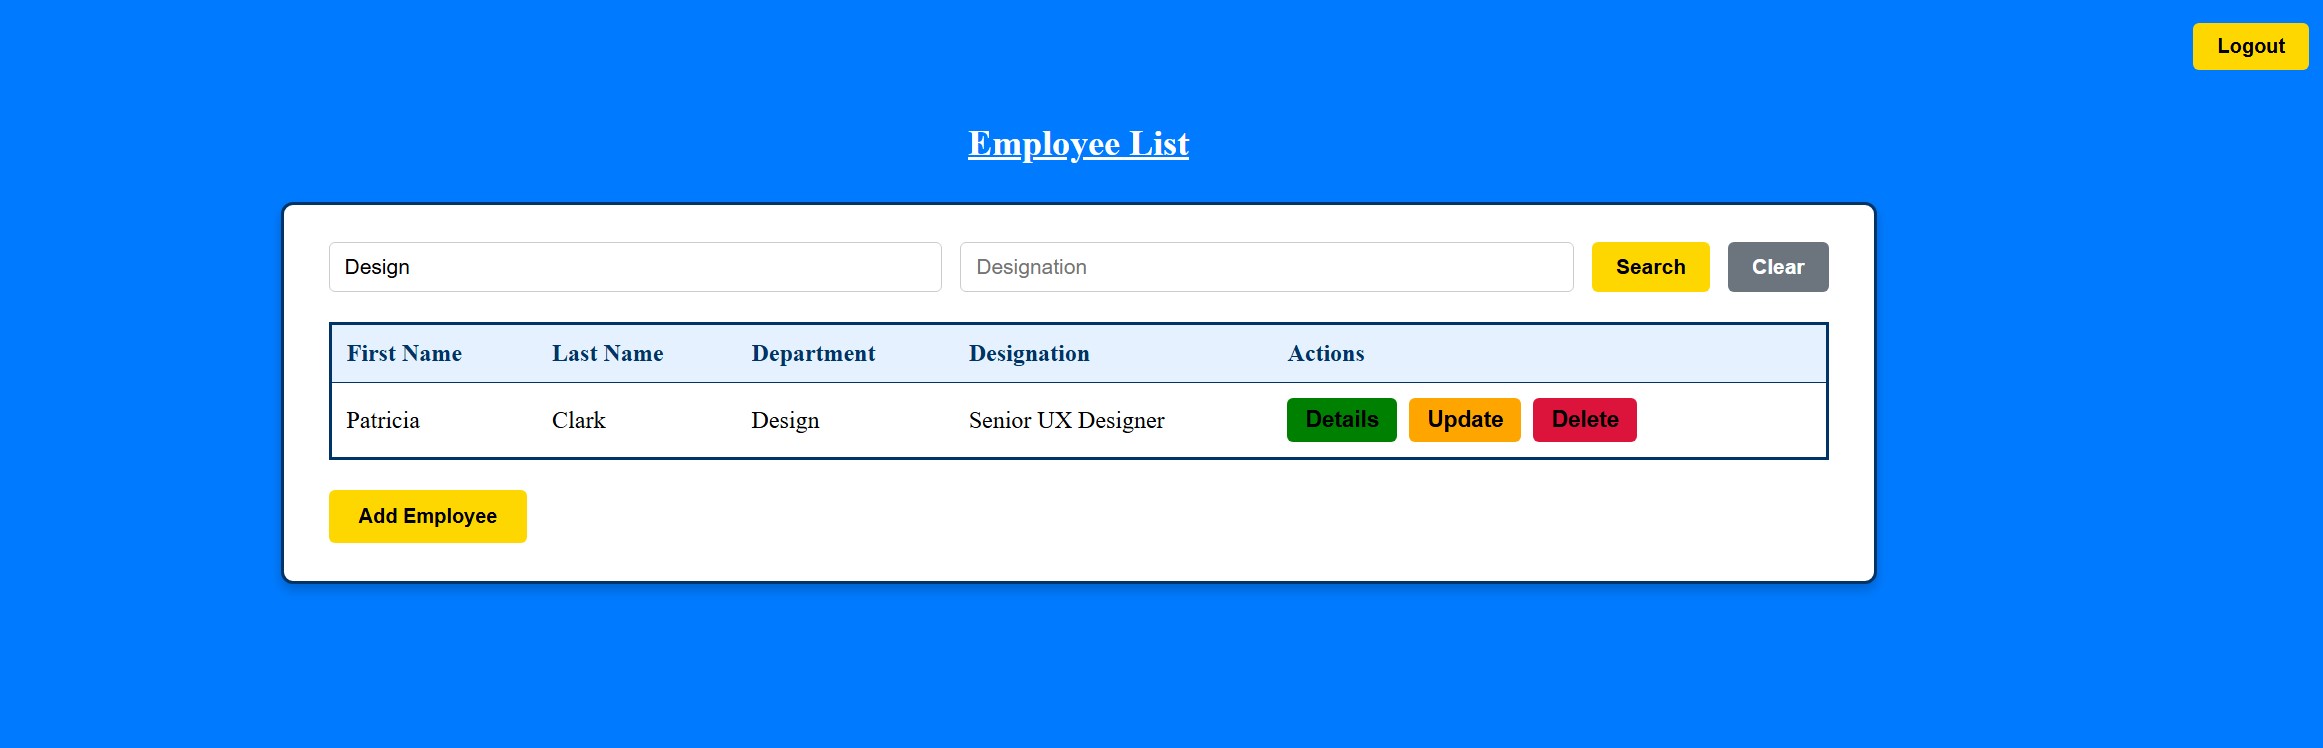 Logout
Employee List
Design Designation Search Clear
First Name Last Name Department Designation Actions
Patricia Clark Design Senior UX Designer Details Update Delete
Add Employee